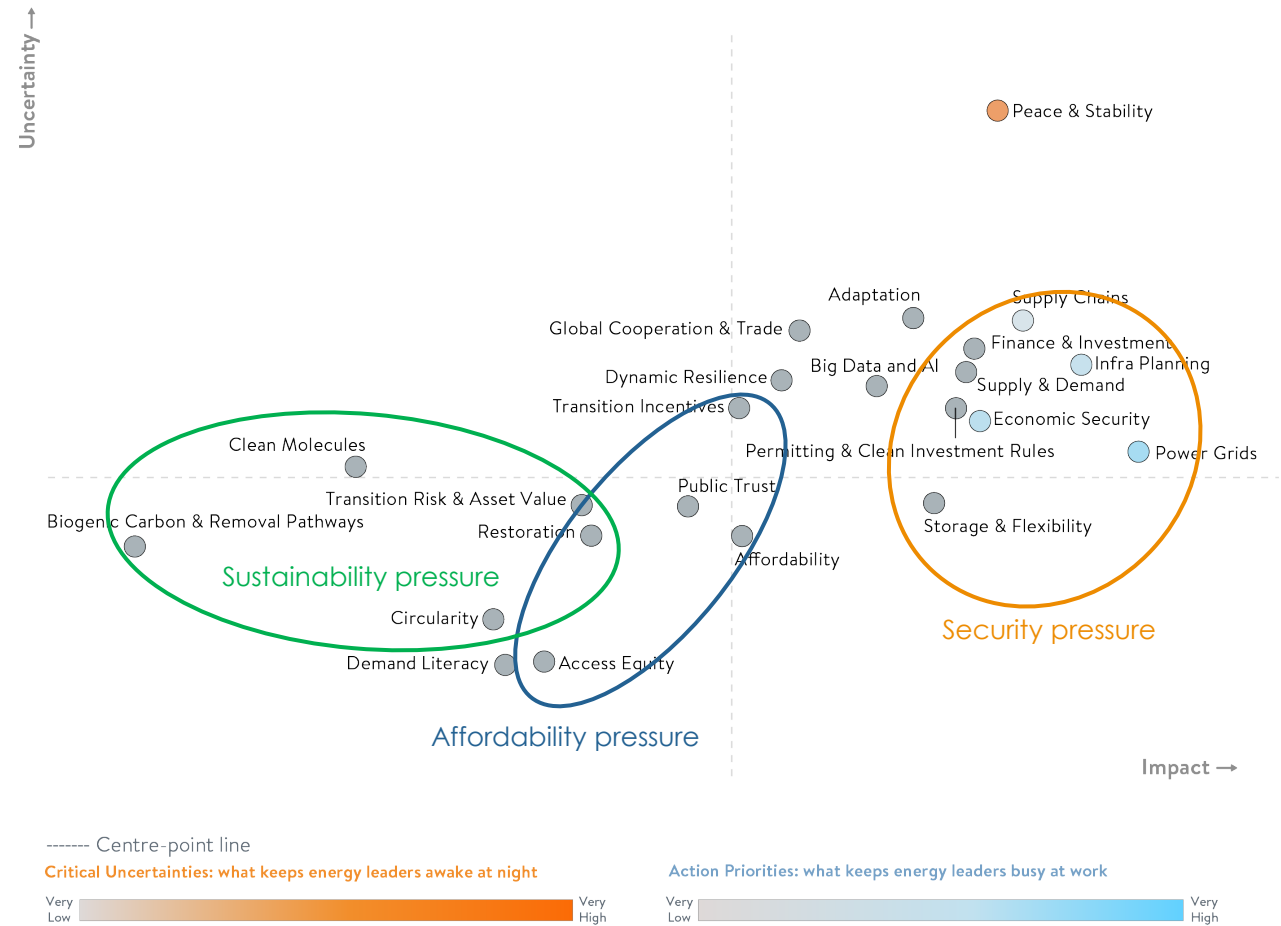 Uncertainty →
Peace & Stability
Adaptation
Supply Chains
Global Cooperation & Trade
Finance & Investment
Big Data and AI
Infra Planning
Dynamic Resilience
Supply & Demand
Transition Incentives
Economic Security
Clean Molecules
Permitting & Clean Investment Rules
Power Grids
Transition Risk & Asset Value
Public Trust
Biogenic Carbon & Removal Pathways
Storage & Flexibility
Restoration
Affordability
Sustainability pressure
Circularity
Security pressure
Demand Literacy
Access Equity
Affordability pressure
Impact →
------- Centre-point line
Critical Uncertainties: what keeps energy leaders awake at night
Very Low
Very High
Action Priorities: what keeps energy leaders busy at work
Very Low
Very High